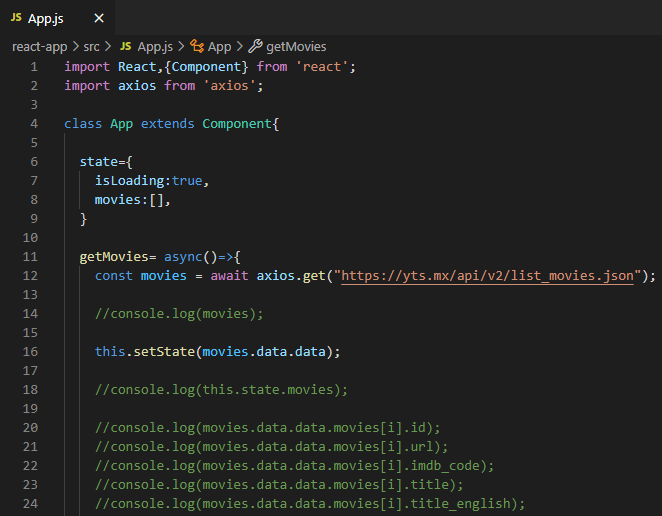 JS App.js ×
react-app > src > JS App.js > App > getMovies
1 import React,{Component} from 'react';
2 import axios from 'axios';
3
4 class App extends Component{
5
6 state={
7 isLoading:true,
8 movies:[],
9 }
10
11 getMovies= async()=>{
12 const movies = await axios.get("https://yts.mx/api/v2/list_movies.json");
13
14 //console.log(movies);
15
16 this.setState(movies.data.data);
17
18 //console.log(this.state.movies);
19
20 //console.log(movies.data.data.movies[i].id);
21 //console.log(movies.data.data.movies[i].url);
22 //console.log(movies.data.data.movies[i].imdb_code);
23 //console.log(movies.data.data.movies[i].title);
24 //console.log(movies.data.data.movies[i].title_english);